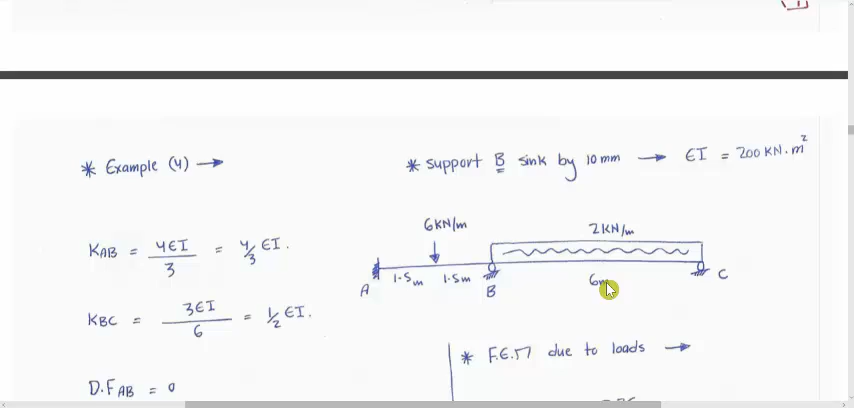 * Example (4) →
* support B sink by 10 mm → EI = 200 KN.m²
6KN/m
2KN/m
KAB = 4EI / 3 = 4/3 EI.
1.5m 1.5m
A B C
KBC = 3EI / 6 = 1/2 EI.
* F.E.M due to loads →
D.FAB = 0